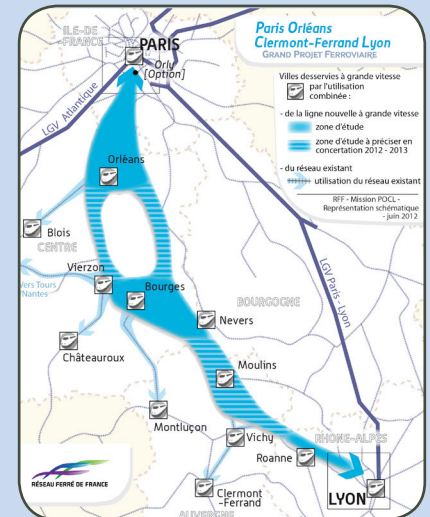 Paris Orléans
Clermont-Ferrand Lyon
GRAND PROJET FERROVIAIRE
Villes desservies à grande vitesse
par l'utilisation
combinée :
- de la ligne nouvelle à grande vitesse
zone d'étude
zone d'étude à préciser en
concertation 2012 - 2013
- du réseau existant
utilisation du réseau existant
RFF - Mission POCL -
Représentation schématique
- juin 2012
ILE-DE
-FRANCE
PARIS
Orly
[Option]
LGV Atlantique
Orléans
Blois
CENTRE
Vierzon
Vers Tours
Nantes
Bourges
BOURGOGNE
LGV Paris - Lyon
Nevers
Châteauroux
Moulins
Montluçon
Vichy
RHONE-ALPES
Roanne
Clermont
-Ferrand
LYON
AUVERGNE
RÉSEAU FERRÉ DE FRANCE